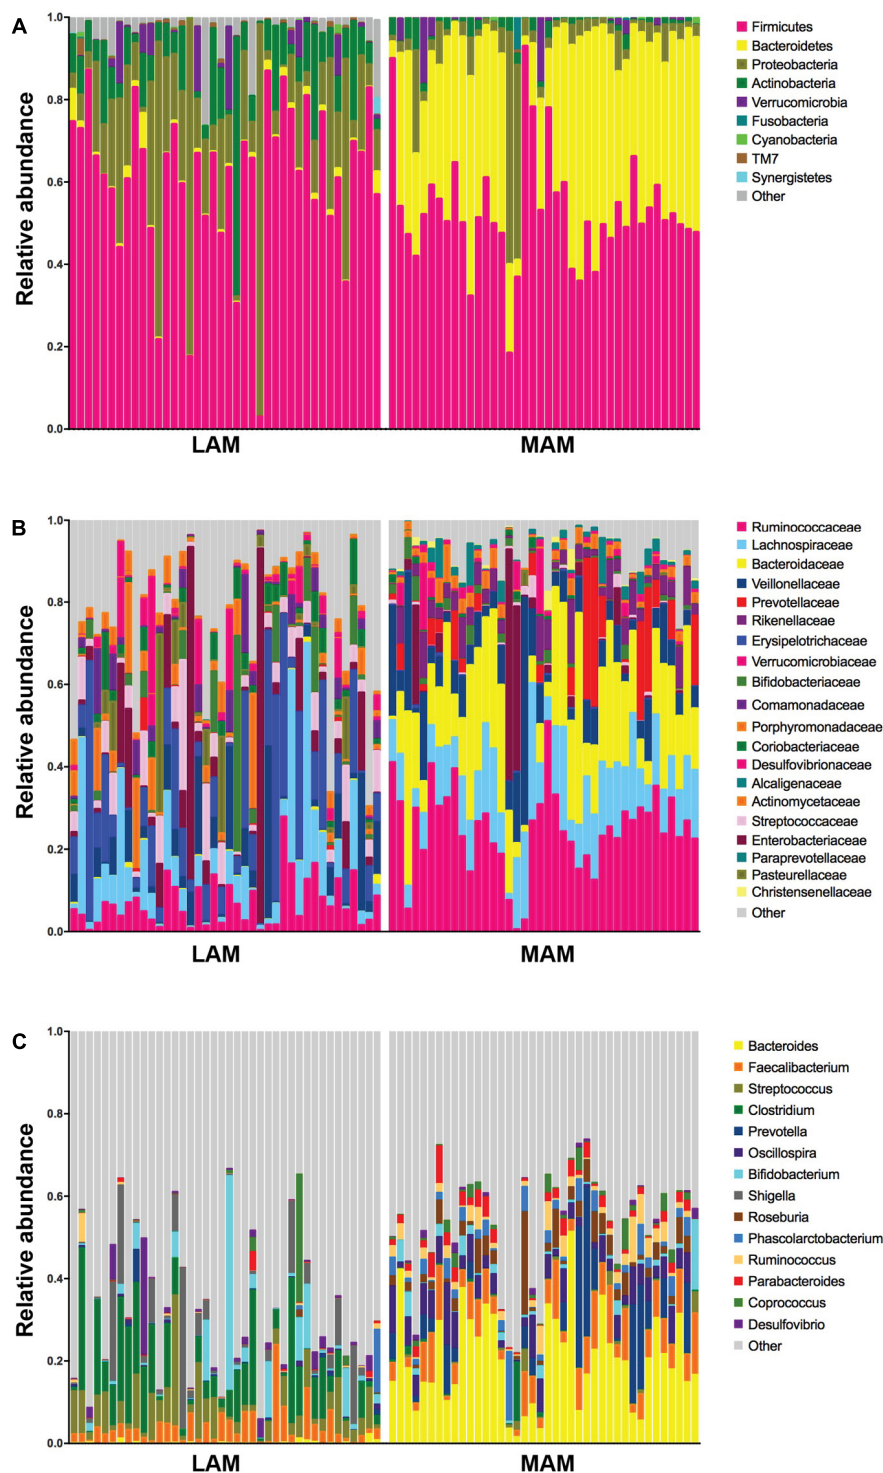 A
Relative abundance
1.0
0.8
0.6
0.4
0.2
0.0
LAM
MAM
Firmicutes
Bacteroidetes
Proteobacteria
Actinobacteria
Verrucomicrobia
Fusobacteria
Cyanobacteria
TM7
Synergistetes
Other
B
Relative abundance
1.0
0.8
0.6
0.4
0.2
0.0
LAM
MAM
Ruminococcaceae
Lachnospiraceae
Bacteroidaceae
Veillonellaceae
Prevotellaceae
Rikenellaceae
Erysipelotrichaceae
Verrucomicrobiaceae
Bifidobacteriaceae
Comamonadaceae
Porphyromonadaceae
Coriobacteriaceae
Desulfovibrionaceae
Alcaligenaceae
Actinomycetaceae
Streptococcaceae
Enterobacteriaceae
Paraprevotellaceae
Pasteurellaceae
Christensenellaceae
Other
C
Relative abundance
1.0
0.8
0.6
0.4
0.2
0.0
LAM
MAM
Bacteroides
Faecalibacterium
Streptococcus
Clostridium
Prevotella
Oscillospira
Bifidobacterium
Shigella
Roseburia
Phascolarctobacterium
Ruminococcus
Parabacteroides
Coprococcus
Desulfovibrio
Other